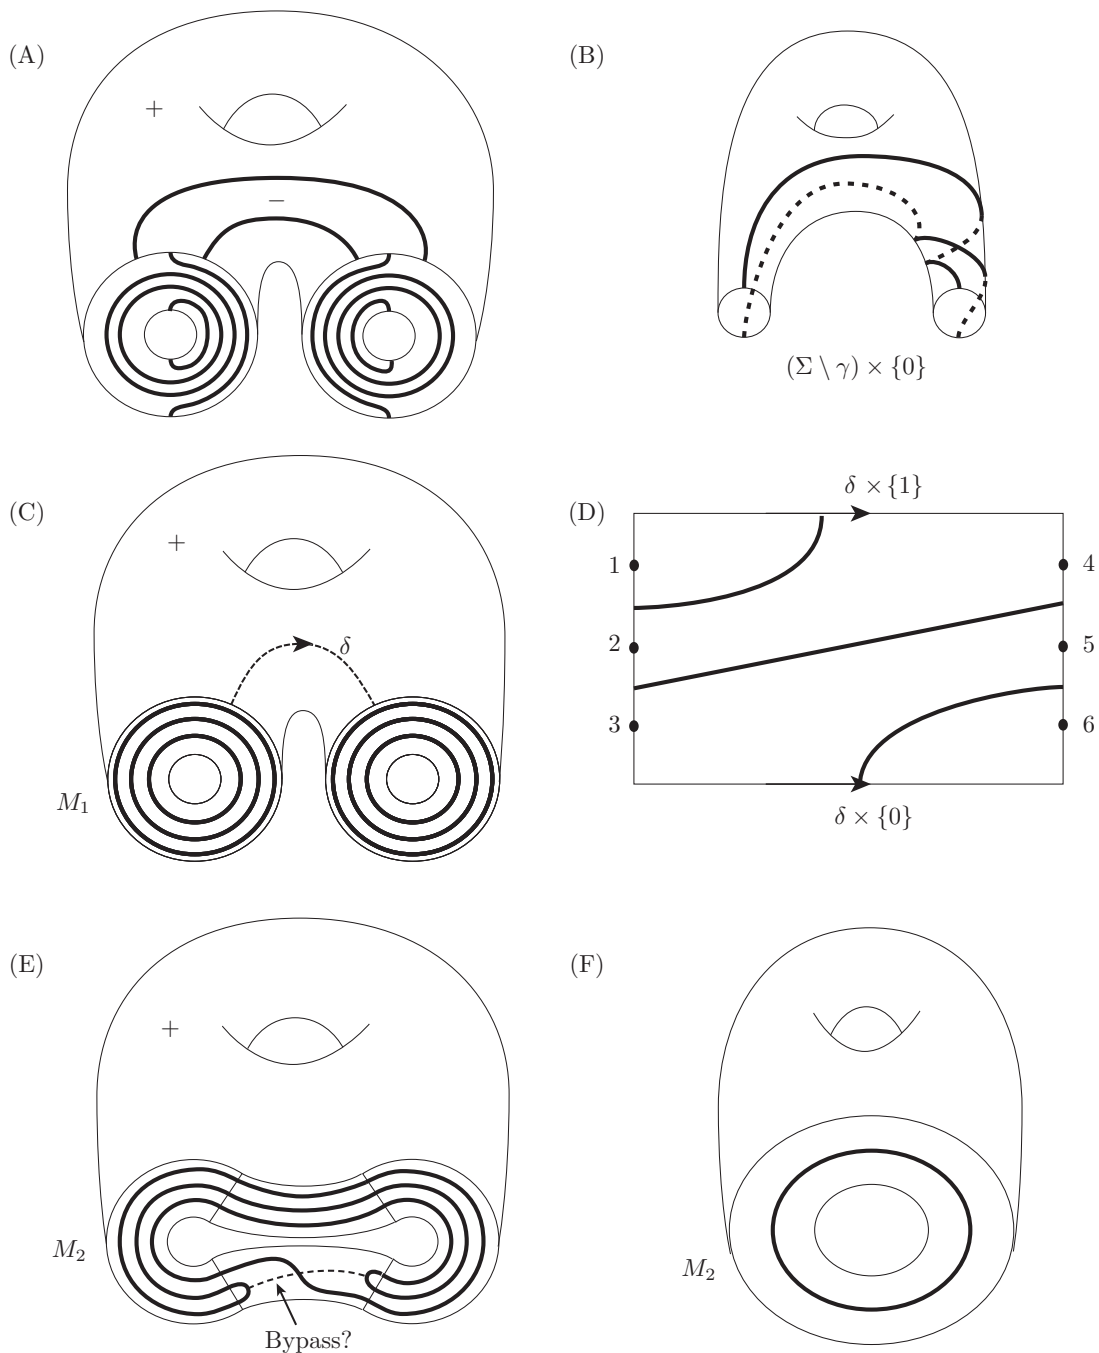 (A)
+
−
(B)
(Σ \ γ) × {0}
(C)
+
δ
M₁
(D)
δ × {1}
1
4
2
5
3
6
δ × {0}
(E)
+
M₂
Bypass?
(F)
M₂